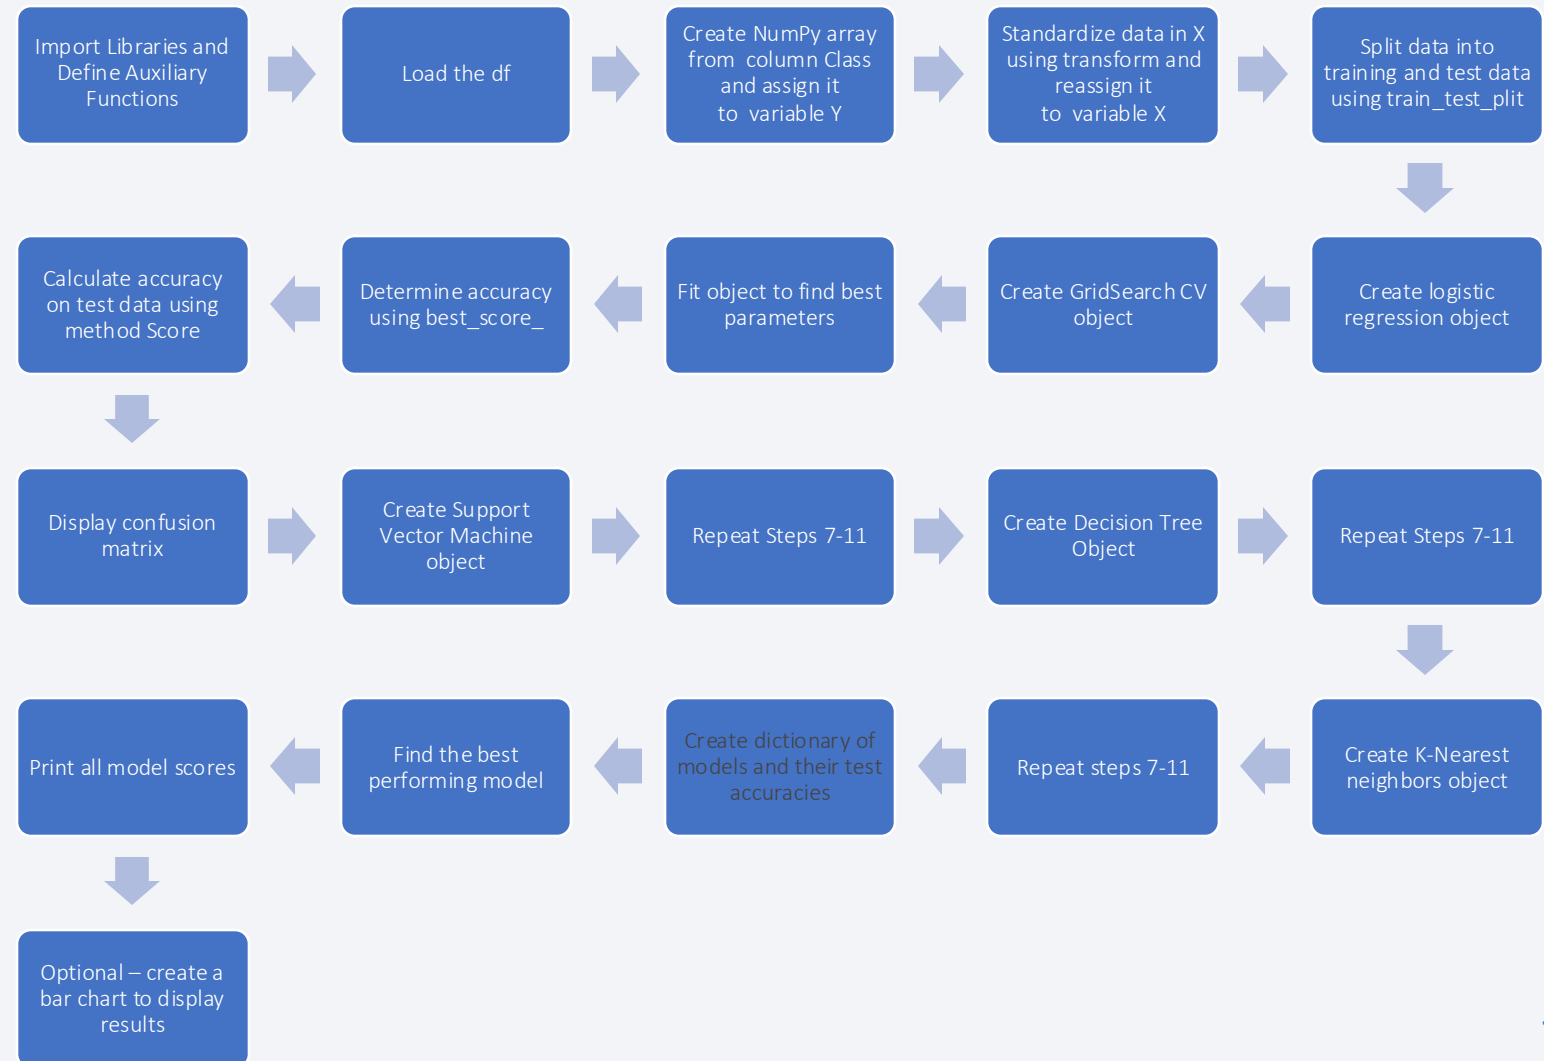 Import Libraries and
Define Auxiliary
Functions
Load the df
Create NumPy array
from column Class
and assign it
to variable Y
Standardize data in X
using transform and
reassign it
to variable X
Split data into
training and test data
using train_test_plit
Create logistic
regression object
Create GridSearch CV
object
Fit object to find best
parameters
Determine accuracy
using best_score_
Calculate accuracy
on test data using
method Score
Display confusion
matrix
Create Support
Vector Machine
object
Repeat Steps 7-11
Create Decision Tree
Object
Repeat Steps 7-11
Create K-Nearest
neighbors object
Repeat steps 7-11
Create dictionary of
models and their test
accuracies
Find the best
performing model
Print all model scores
Optional – create a
bar chart to display
results